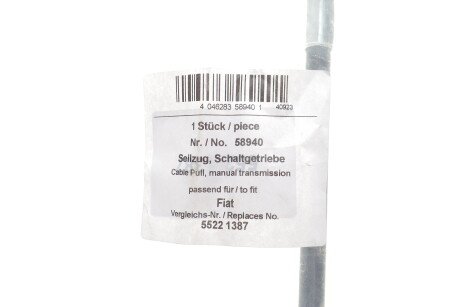 4 046283 58940 1 40923
1 Stück / piece
Nr. / No. 58940
Seilzug, Schaltgetriebe
Cable Pull, manual transmission
passend für / to fit
Fiat
Vergleichs-Nr. / Replaces No.
5522 1387